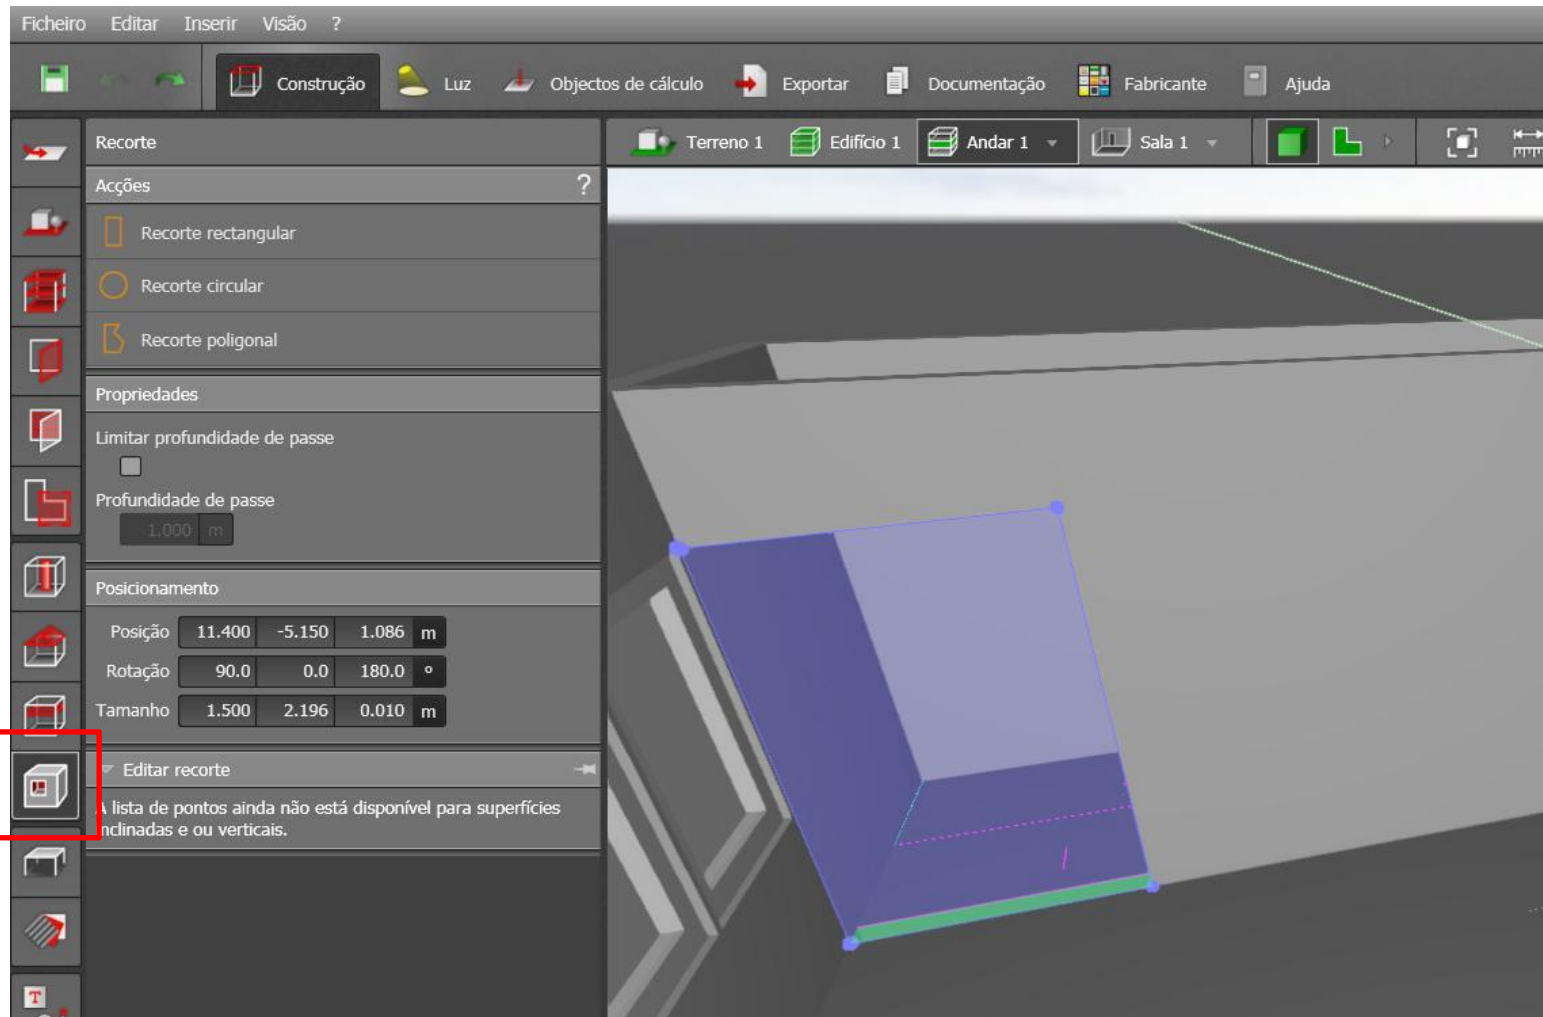 Ficheiro Editar Inserir Visão ?
Construção Luz Objectos de cálculo Exportar Documentação Fabricante Ajuda
Recorte
Terreno 1 Edifício 1 Andar 1 Sala 1
Acções ?
Recorte rectangular
Recorte circular
Recorte poligonal
Propriedades
Limitar profundidade de passe
Profundidade de passe
1.000 m
Posicionamento
Posição 11.400 -5.150 1.086 m
Rotação 90.0 0.0 180.0 º
Tamanho 1.500 2.196 0.010 m
Editar recorte
A lista de pontos ainda não está disponível para superfícies
inclinadas e ou verticais.
T